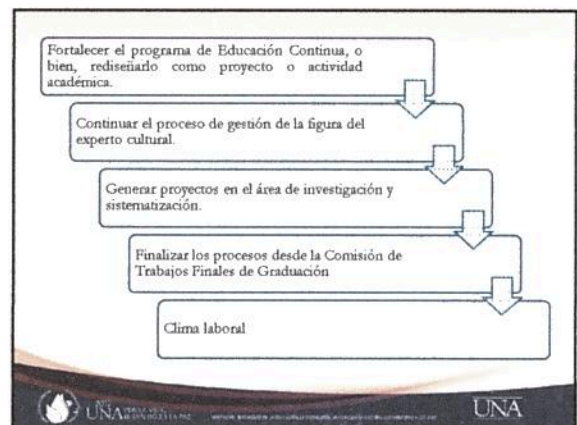 Fortalecer el programa de Educación Continua, o
bien, rediseñarlo como proyecto o actividad
académica.
Continuar el proceso de gestión de la figura del
experto cultural.
Generar proyectos en el área de investigación y
sistematización.
Finalizar los procesos desde la Comisión de
Trabajos Finales de Graduación
Clima laboral
UNA
UNA